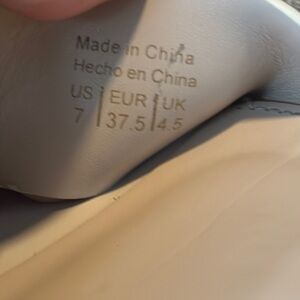 Made in China
Hecho en China
US | EUR | UK
7 | 37.5 | 4.5